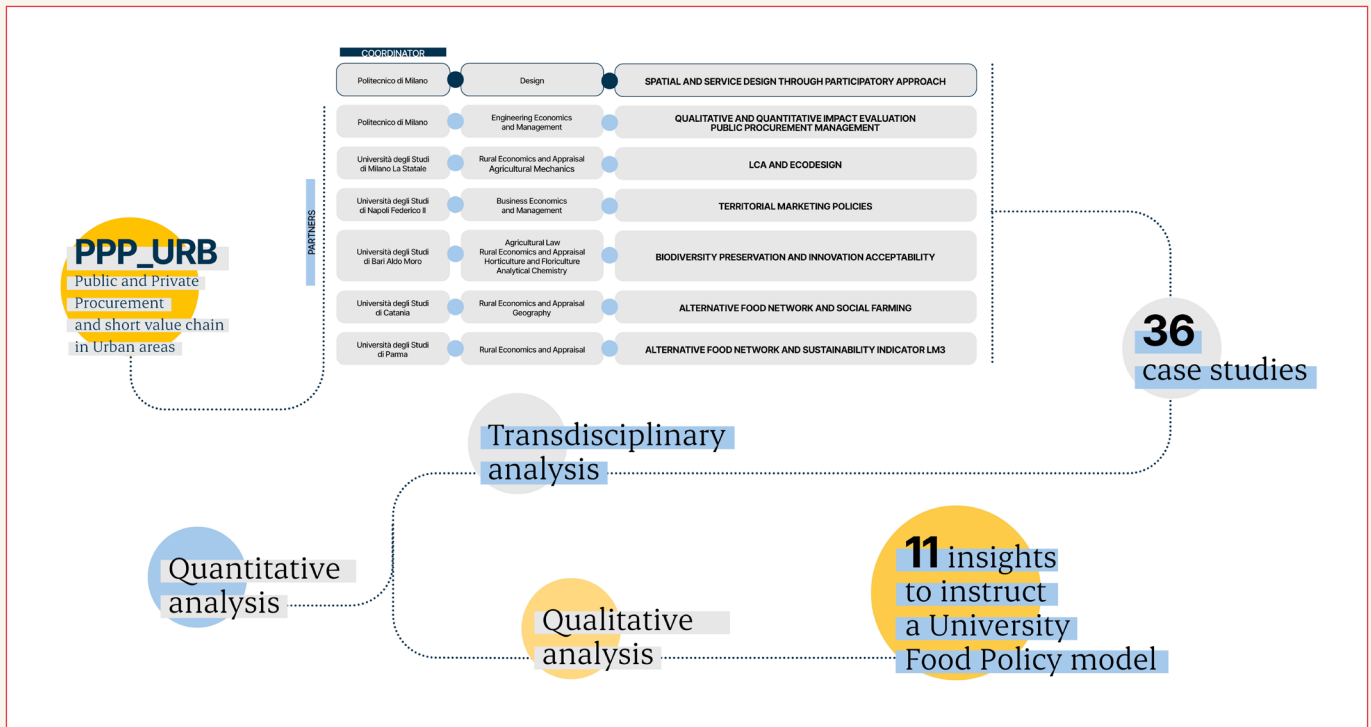 COORDINATOR
Politecnico di Milano
Design
SPATIAL AND SERVICE DESIGN THROUGH PARTICIPATORY APPROACH
PARTNERS
Politecnico di Milano
Engineering Economics
and Management
QUALITATIVE AND QUANTITATIVE IMPACT EVALUATION
PUBLIC PROCUREMENT MANAGEMENT
Università degli Studi
di Milano La Statale
Rural Economics and Appraisal
Agricultural Mechanics
LCA AND ECODESIGN
Università degli Studi
di Napoli Federico II
Business Economics
and Management
TERRITORIAL MARKETING POLICIES
Università degli Studi
di Bari Aldo Moro
Agricultural Law
Rural Economics and Appraisal
Horticulture and Floriculture
Analytical Chemistry
BIODIVERSITY PRESERVATION AND INNOVATION ACCEPTABILITY
Università degli Studi
di Catania
Rural Economics and Appraisal
Geography
ALTERNATIVE FOOD NETWORK AND SOCIAL FARMING
Università degli Studi
di Parma
Rural Economics and Appraisal
ALTERNATIVE FOOD NETWORK AND SUSTAINABILITY INDICATOR LM3
PPP_URB
Public and Private
Procurement
and short value chain
in Urban areas
36
case studies
Transdisciplinary
analysis
Quantitative
analysis
Qualitative
analysis
11 insights
to instruct
a University
Food Policy model